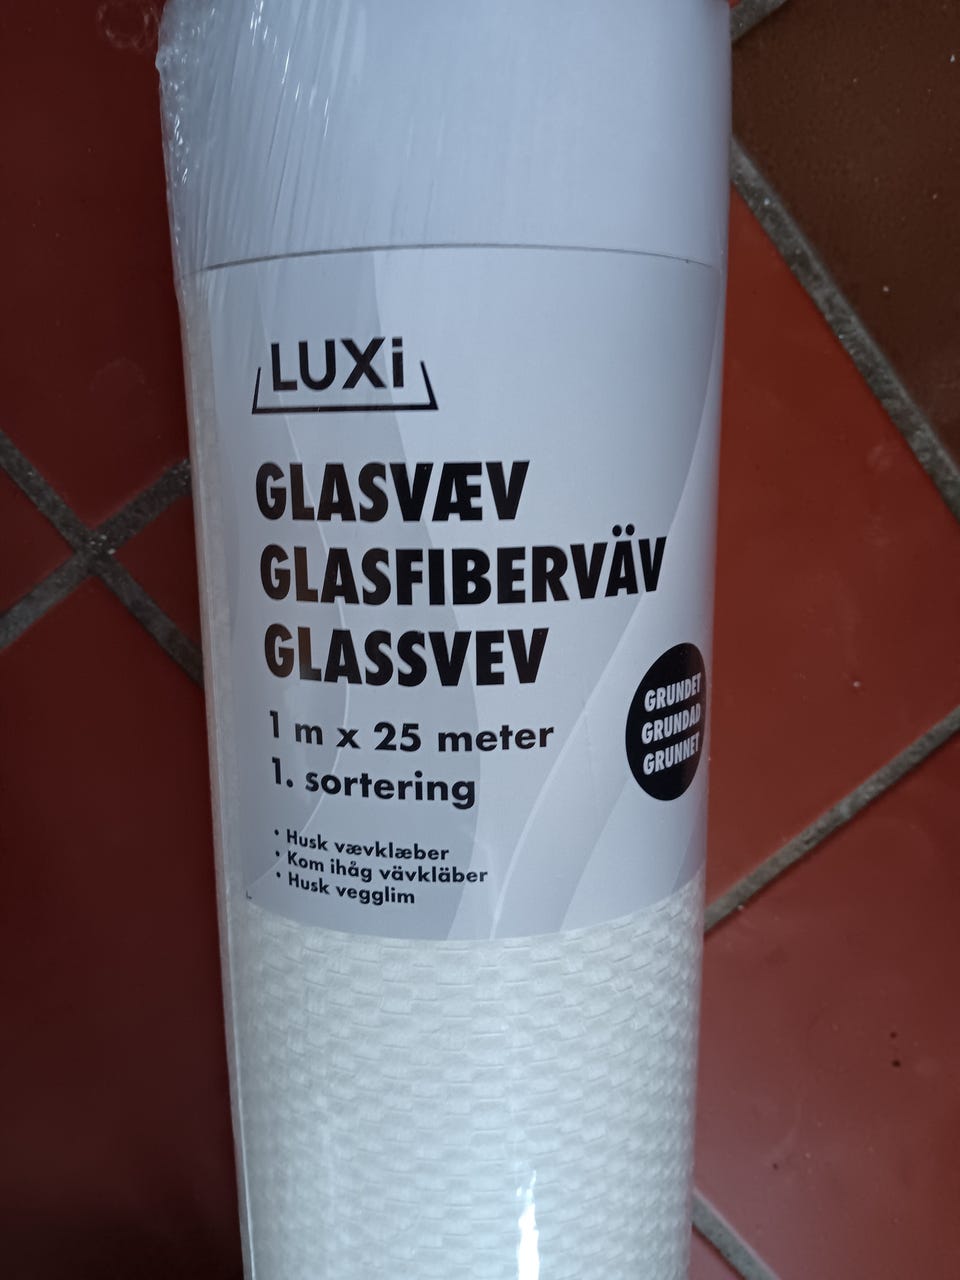 LUXi
GLASVÆV
GLASFIBERVÄV
GLASSVEV
1 m x 25 meter
1. sortering
GRUNDET
GRUNDAD
GRUNNET
• Husk vævklæber
• Kom ihåg vävkläber
• Husk vegglim